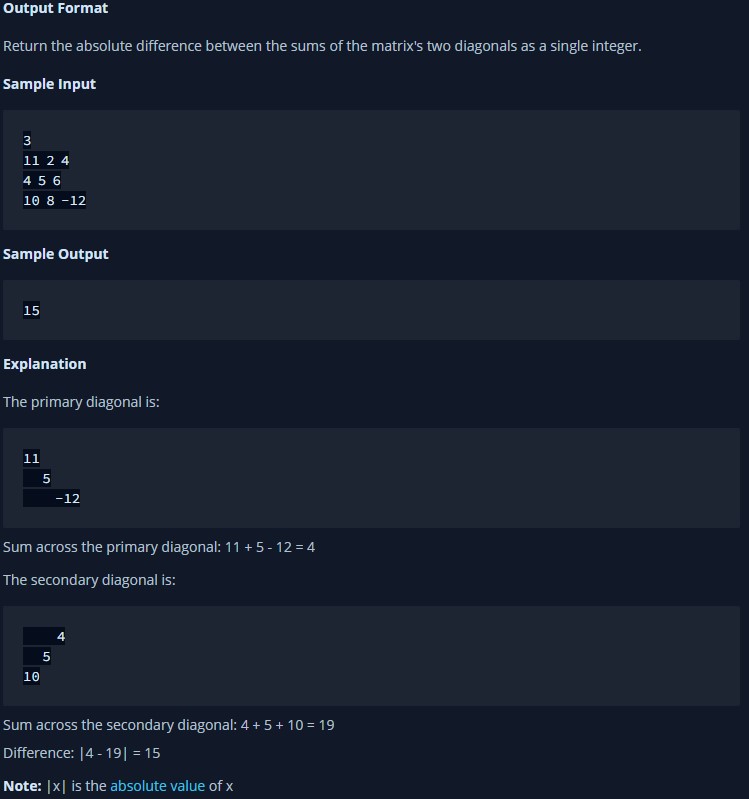 Output Format
Return the absolute difference between the sums of the matrix's two diagonals as a single integer.
Sample Input
3
11 2 4
4 5 6
10 8 -12
Sample Output
15
Explanation
The primary diagonal is:
11
5
-12
Sum across the primary diagonal: 11 + 5 - 12 = 4
The secondary diagonal is:
4
5
10
Sum across the secondary diagonal: 4 + 5 + 10 = 19
Difference: |4 - 19| = 15
Note: |x| is the absolute value of x